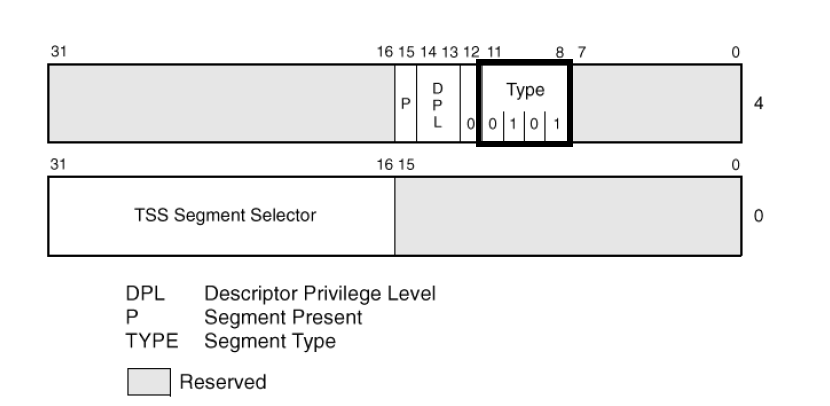 31 16 15 14 13 12 11 8 7 0
P D P L 0 Type 0 1 0 1 4
31 16 15 0
TSS Segment Selector 0
DPL Descriptor Privilege Level
P Segment Present
TYPE Segment Type
Reserved